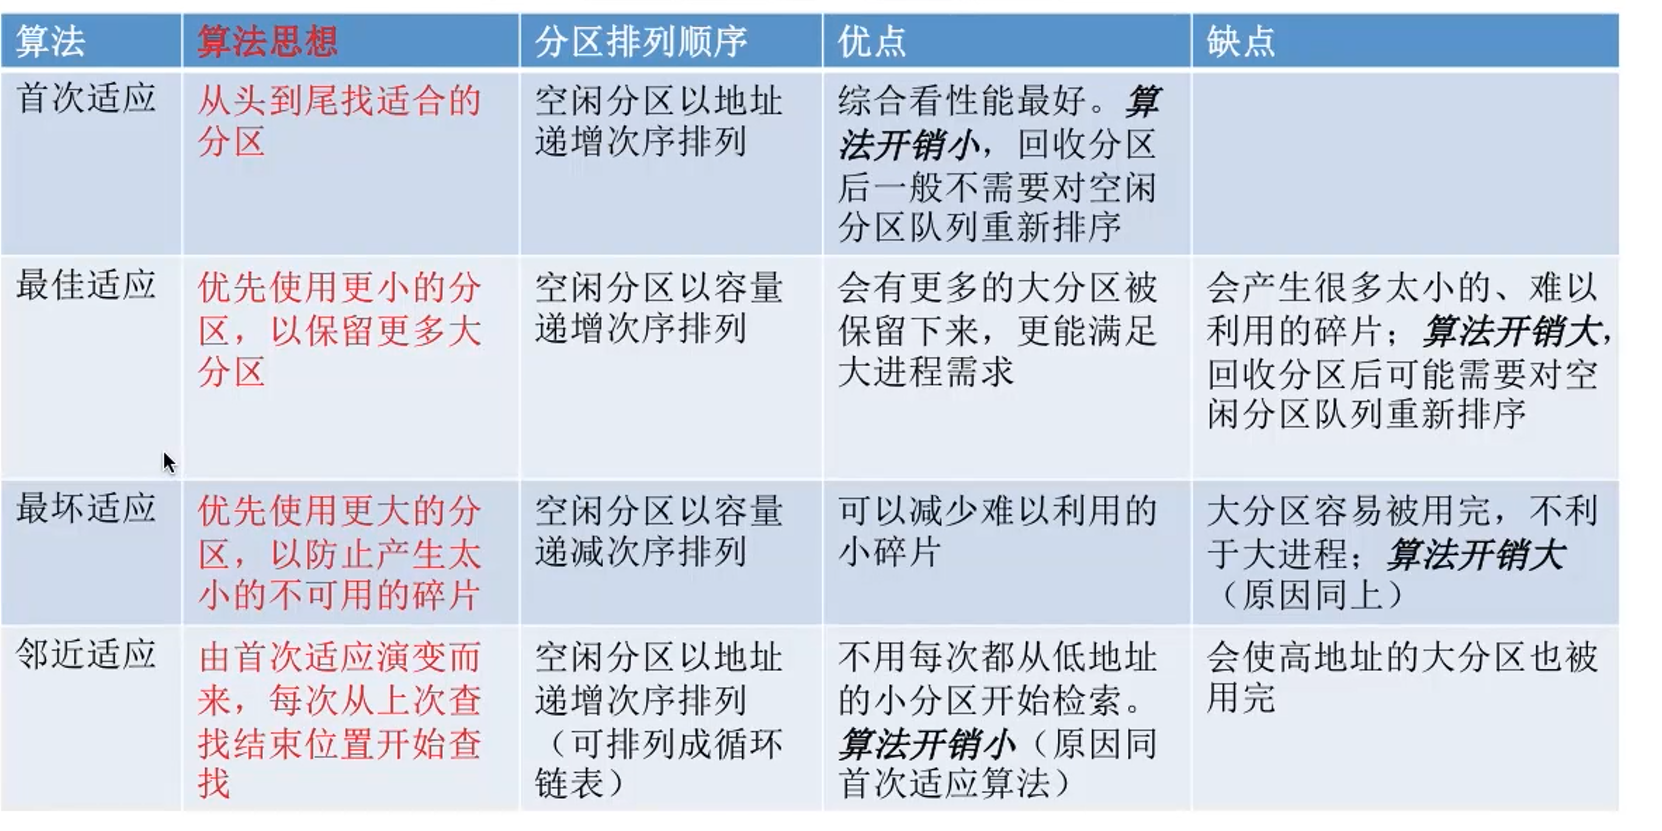 算法
算法思想
分区排列顺序
优点
缺点
首次适应
从头到尾找适合的
分区
空闲分区以地址
递增次序排列
综合看性能最好。算
法开销小，回收分区
后一般不需要对空闲
分区队列重新排序
最佳适应
优先使用更小的分
区，以保留更多大
分区
空闲分区以容量
递增次序排列
会有更多的大分区被
保留下来，更能满足
大进程需求
会产生很多太小的、难以
利用的碎片；算法开销大，
回收分区后可能需要对空
闲分区队列重新排序
最坏适应
优先使用更大的分
区，以防止产生太
小的不可用的碎片
空闲分区以容量
递减次序排列
可以减少难以利用的
小碎片
大分区容易被用完，不利
于大进程；算法开销大
（原因同上）
邻近适应
由首次适应演变而
来，每次从上次查
找结束位置开始查
找
空闲分区以地址
递增次序排列
（可排列成循环
链表）
不用每次都从低地址
的小分区开始检索。
算法开销小（原因同
首次适应算法）
会使高地址的大分区也被
用完